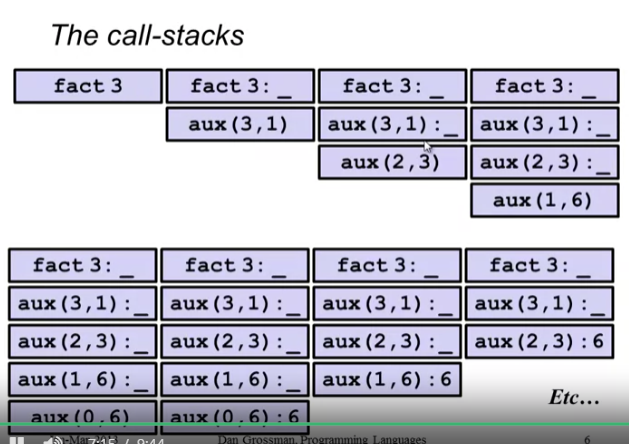 The call-stacks
fact 3 fact 3:_ fact 3:_ fact 3:_
aux(3,1) aux(3,1):_ aux(3,1):_
aux(2,3) aux(2,3):_
aux(1,6)
fact 3:_ fact 3:_ fact 3:_ fact 3:_
aux(3,1):_ aux(3,1):_ aux(3,1):_ aux(3,1):_
aux(2,3):_ aux(2,3):_ aux(2,3):_ aux(2,3):6
aux(1,6):_ aux(1,6):_ aux(1,6):6
Etc...
aux(0,6) aux(0,6):6
7:15 / 9:44 Dan Grossman, Programming Languages 6